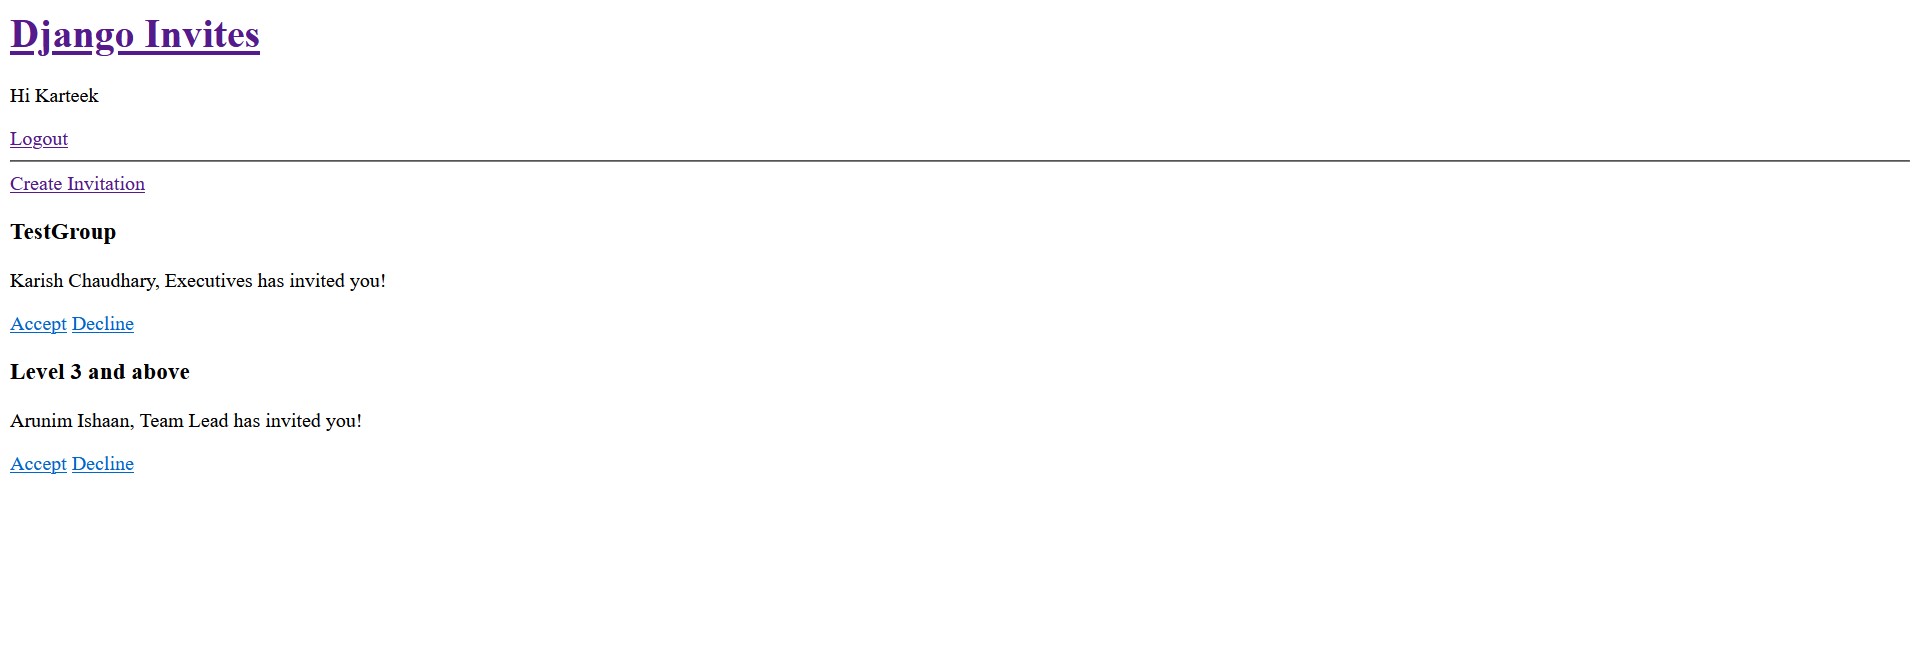 Django Invites
Hi Karteek
Logout
Create Invitation
TestGroup
Karish Chaudhary, Executives has invited you!
Accept Decline
Level 3 and above
Arunim Ishaan, Team Lead has invited you!
Accept Decline